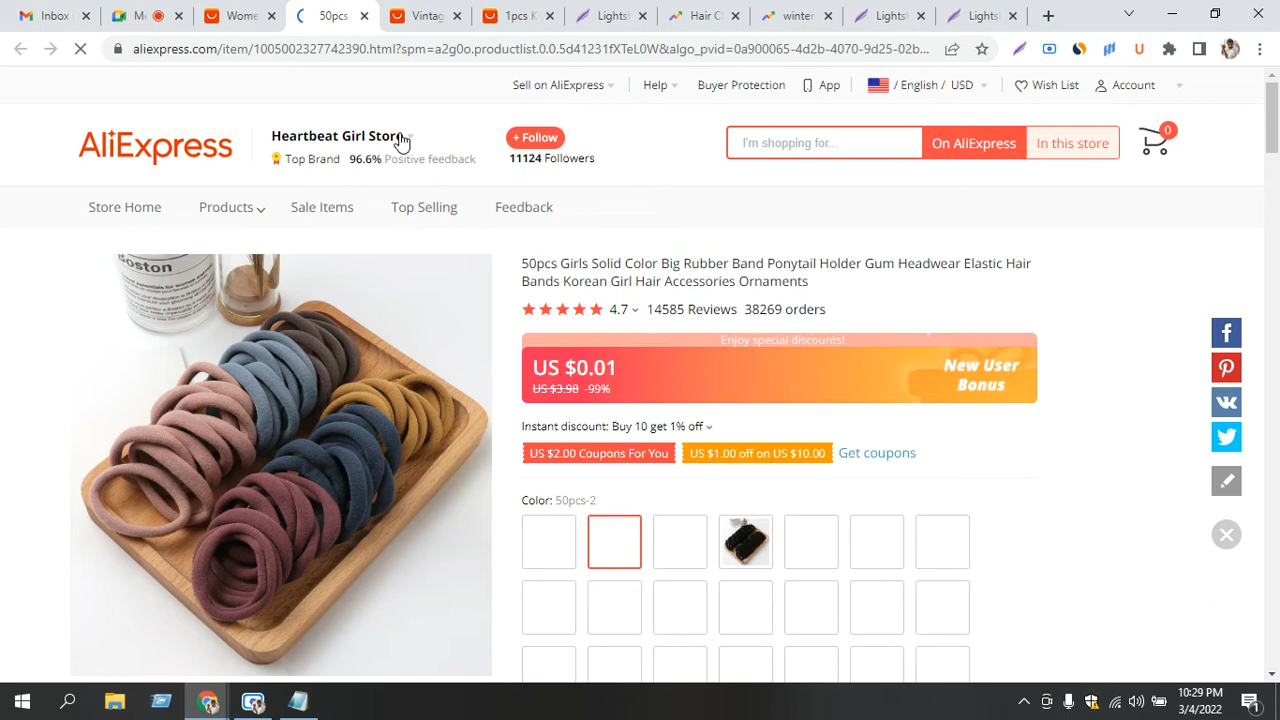 Inbox
Me
Wome
50pcs
Vintag
1pcs K
Lightsh
Hair C
winter
Lightsh
Lightsh
aliexpress.com/item/1005002327742390.html?spm=a2g0o.productlist.0.0.5d41231fXTeL0W&algo_pvid=0a900065-4d2b-4070-9d25-02b...
Sell on AliExpress
Help
Buyer Protection
App
/ English / USD
Wish List
Account
AliExpress
Heartbeat Girl Store
Top Brand 96.6% Positive feedback
+ Follow
11124 Followers
I'm shopping for...
On AliExpress
In this store
0
Store Home
Products
Sale Items
Top Selling
Feedback
Boston
50pcs Girls Solid Color Big Rubber Band Ponytail Holder Gum Headwear Elastic Hair
Bands Korean Girl Hair Accessories Ornaments
4.7 14585 Reviews 38269 orders
Enjoy special discounts!
US $0.01
US $3.98 -99%
New User
Bonus
Instant discount: Buy 10 get 1% off
US $2.00 Coupons For You
US $1.00 off on US $10.00
Get coupons
Color: 50pcs-2
10:29 PM
3/4/2022
1